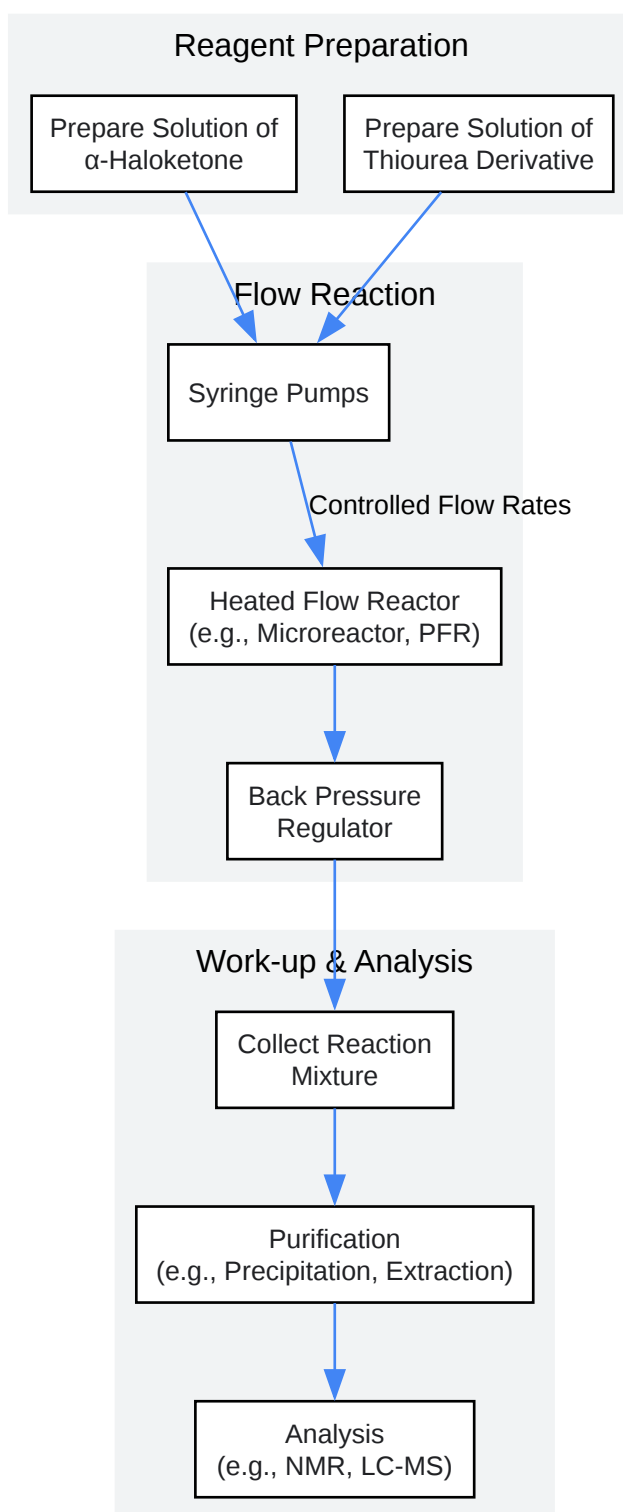 Reagent Preparation
Prepare Solution of
α-Haloketone
Prepare Solution of
Thiourea Derivative
Flow Reaction
Syringe Pumps
Controlled Flow Rates
Heated Flow Reactor
(e.g., Microreactor, PFR)
Back Pressure
Regulator
Work-up & Analysis
Collect Reaction
Mixture
Purification
(e.g., Precipitation, Extraction)
Analysis
(e.g., NMR, LC-MS)